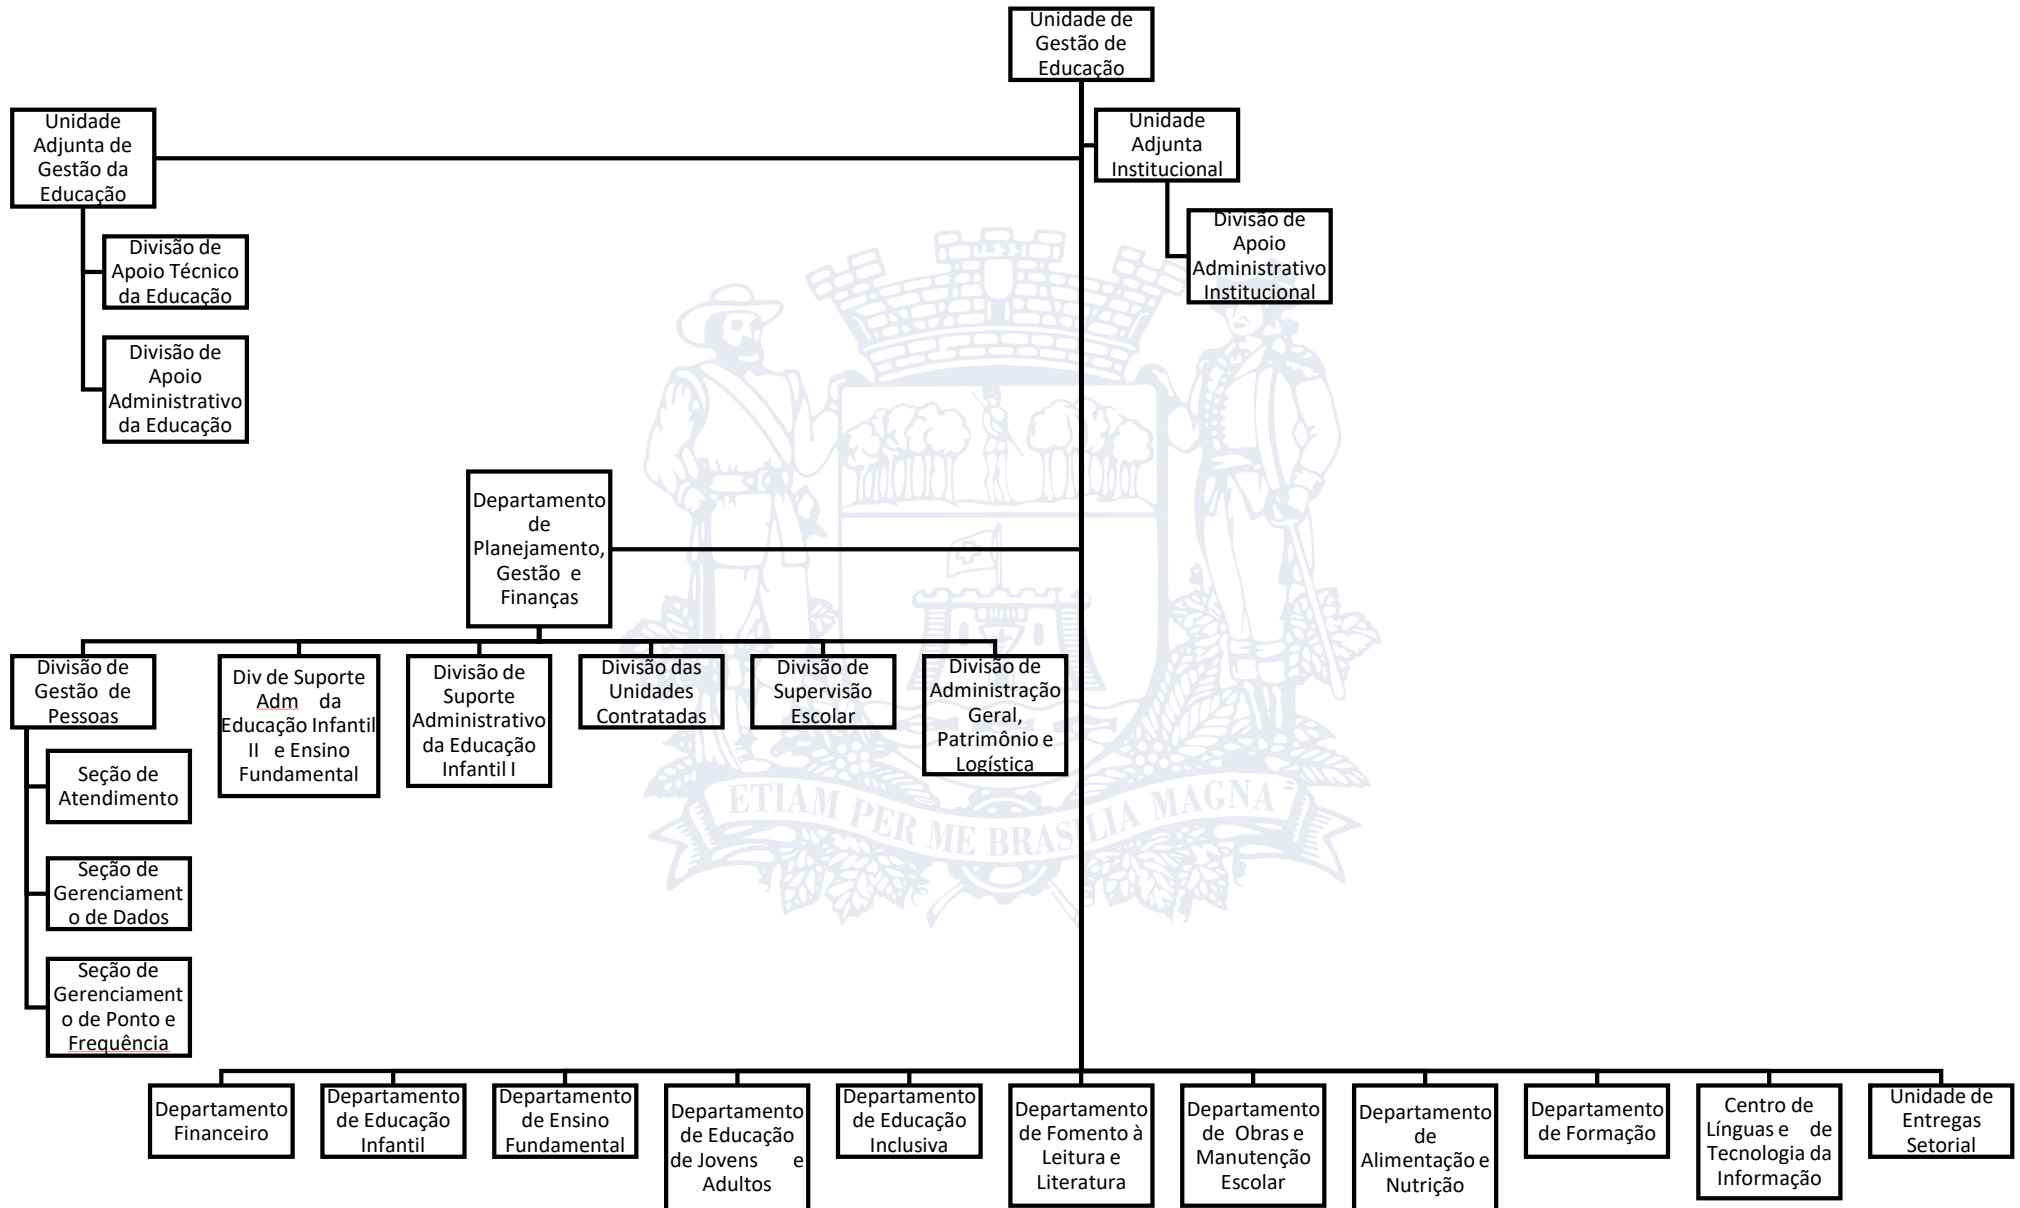 Unidade de
Gestão de
Educação
Unidade
Adjunta de
Gestão da
Educação
Unidade
Adjunta
Institucional
Divisão de
Apoio Técnico
da Educação
Divisão de
Apoio
Administrativo
Institucional
Divisão de
Apoio
Administrativo
da Educação
Departamento
de
Planejamento,
Gestão e
Finanças
Divisão de
Gestão de
Pessoas
Div de Suporte
Adm da
Educação Infantil
II e Ensino
Fundamental
Divisão de
Suporte
Administrativo
da Educação
Infantil I
Divisão das
Unidades
Contratadas
Divisão de
Supervisão
Escolar
Divisão de
Administração
Geral,
Patrimônio e
Logística
Seção de
Atendimento
Seção de
Gerenciament
o de Dados
Seção de
Gerenciament
o de Ponto e
Frequência
ETIAM PER ME BRASILIA MAGNA
Departamento
Financeiro
Departamento
de Educação
Infantil
Departamento
de Ensino
Fundamental
Departamento
de Educação
de Jovens e
Adultos
Departamento
de Educação
Inclusiva
Departamento
de Fomento à
Leitura e
Literatura
Departamento
de Obras e
Manutenção
Escolar
Departamento
de
Alimentação e
Nutrição
Departamento
de Formação
Centro de
Línguas e de
Tecnologia da
Informação
Unidade de
Entregas
Setorial